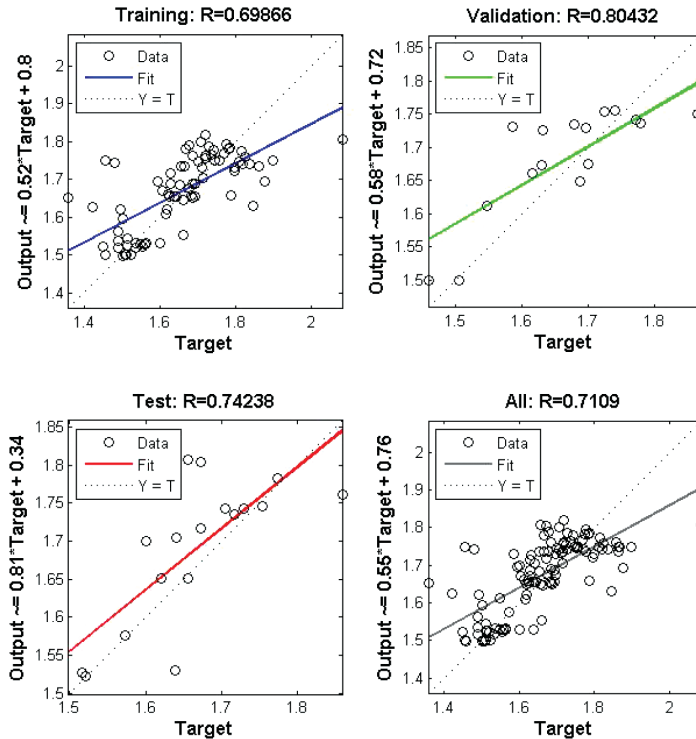 Training: R=0.69866
Data
Fit
Y = T
Output ~= 0.52*Target + 0.8
2
1.9
1.8
1.7
1.6
1.5
1.4
1.4
1.6
1.8
2
Target
Validation: R=0.80432
Data
Fit
Y = T
Output ~= 0.58*Target + 0.72
1.85
1.8
1.75
1.7
1.65
1.6
1.55
1.5
1.5
1.6
1.7
1.8
Target
Test: R=0.74238
Data
Fit
Y = T
Output ~= 0.81*Target + 0.34
1.85
1.8
1.75
1.7
1.65
1.6
1.55
1.5
1.5
1.6
1.7
1.8
Target
All: R=0.7109
Data
Fit
Y = T
Output ~= 0.55*Target + 0.76
2
1.9
1.8
1.7
1.6
1.5
1.4
1.4
1.6
1.8
2
Target